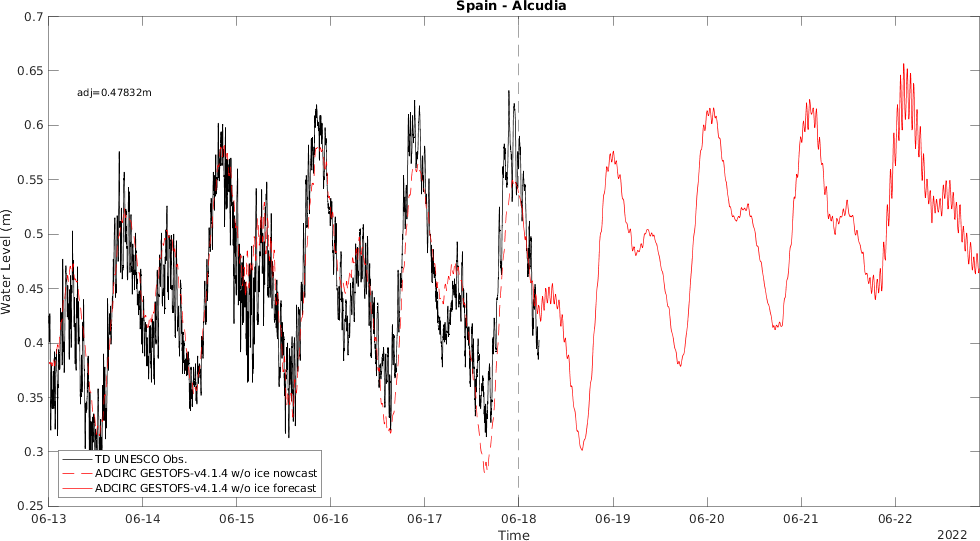 Spain - Alcudia
0.7
0.65
0.6
0.55
0.5
0.45
0.4
0.35
0.3
0.25
Water Level (m)
adj=0.47832m
TD UNESCO Obs.
ADCIRC GESTOFS-v4.1.4 w/o ice nowcast
ADCIRC GESTOFS-v4.1.4 w/o ice forecast
06-13 06-14 06-15 06-16 06-17 06-18 06-19 06-20 06-21 06-22
Time
2022